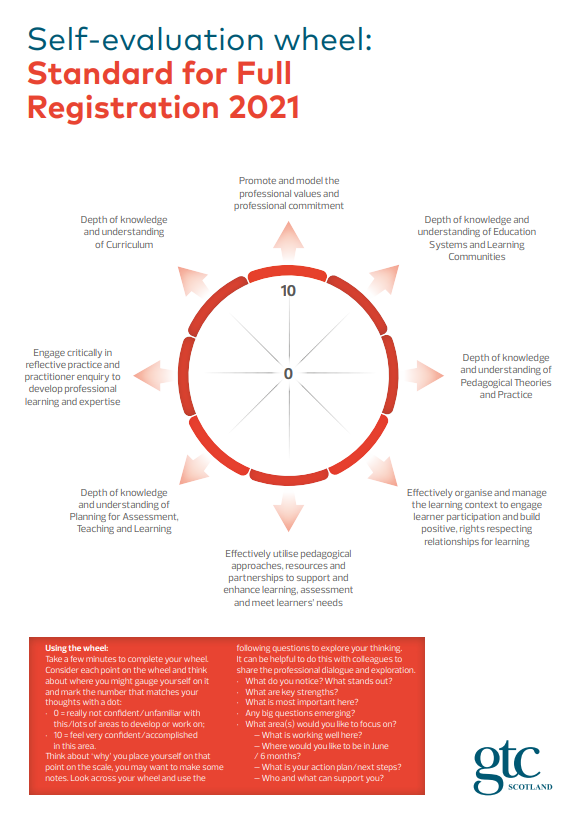 Self-evaluation wheel:
Standard for Full
Registration 2021
Promote and model the
professional values and
professional commitment
Depth of knowledge
and understanding
of Curriculum
Depth of knowledge and
understanding of Education
Systems and Learning
Communities
10
0
Engage critically in
reflective practice and
practitioner enquiry to
develop professional
learning and expertise
Depth of knowledge
and understanding of
Pedagogical Theories
and Practice
Depth of knowledge
and understanding of
Planning for Assessment,
Teaching and Learning
Effectively organise and manage
the learning context to engage
learner participation and build
positive, rights respecting
relationships for learning
Effectively utilise pedagogical
approaches, resources and
partnerships to support and
enhance learning, assessment
and meet learners' needs
Using the wheel:
Take a few minutes to complete your wheel.
Consider each point on the wheel and think
about where you might gauge yourself on it
and mark the number that matches your
thoughts with a dot:
· 0 = really not confident/unfamiliar with
this/lots of areas to develop or work on;
· 10 = feel very confident/accomplished
in this area.
Think about 'why' you place yourself on that
point on the scale, you may want to make some
notes. Look across your wheel and use the
following questions to explore your thinking.
It can be helpful to do this with colleagues to
share the professional dialogue and exploration.
· What do you notice? What stands out?
· What are key strengths?
· What is most important here?
· Any big questions emerging?
· What area(s) would you like to focus on?
– What is working well here?
– Where would you like to be in June
/ 6 months?
– What is your action plan/next steps?
– Who and what can support you?
gtc
SCOTLAND